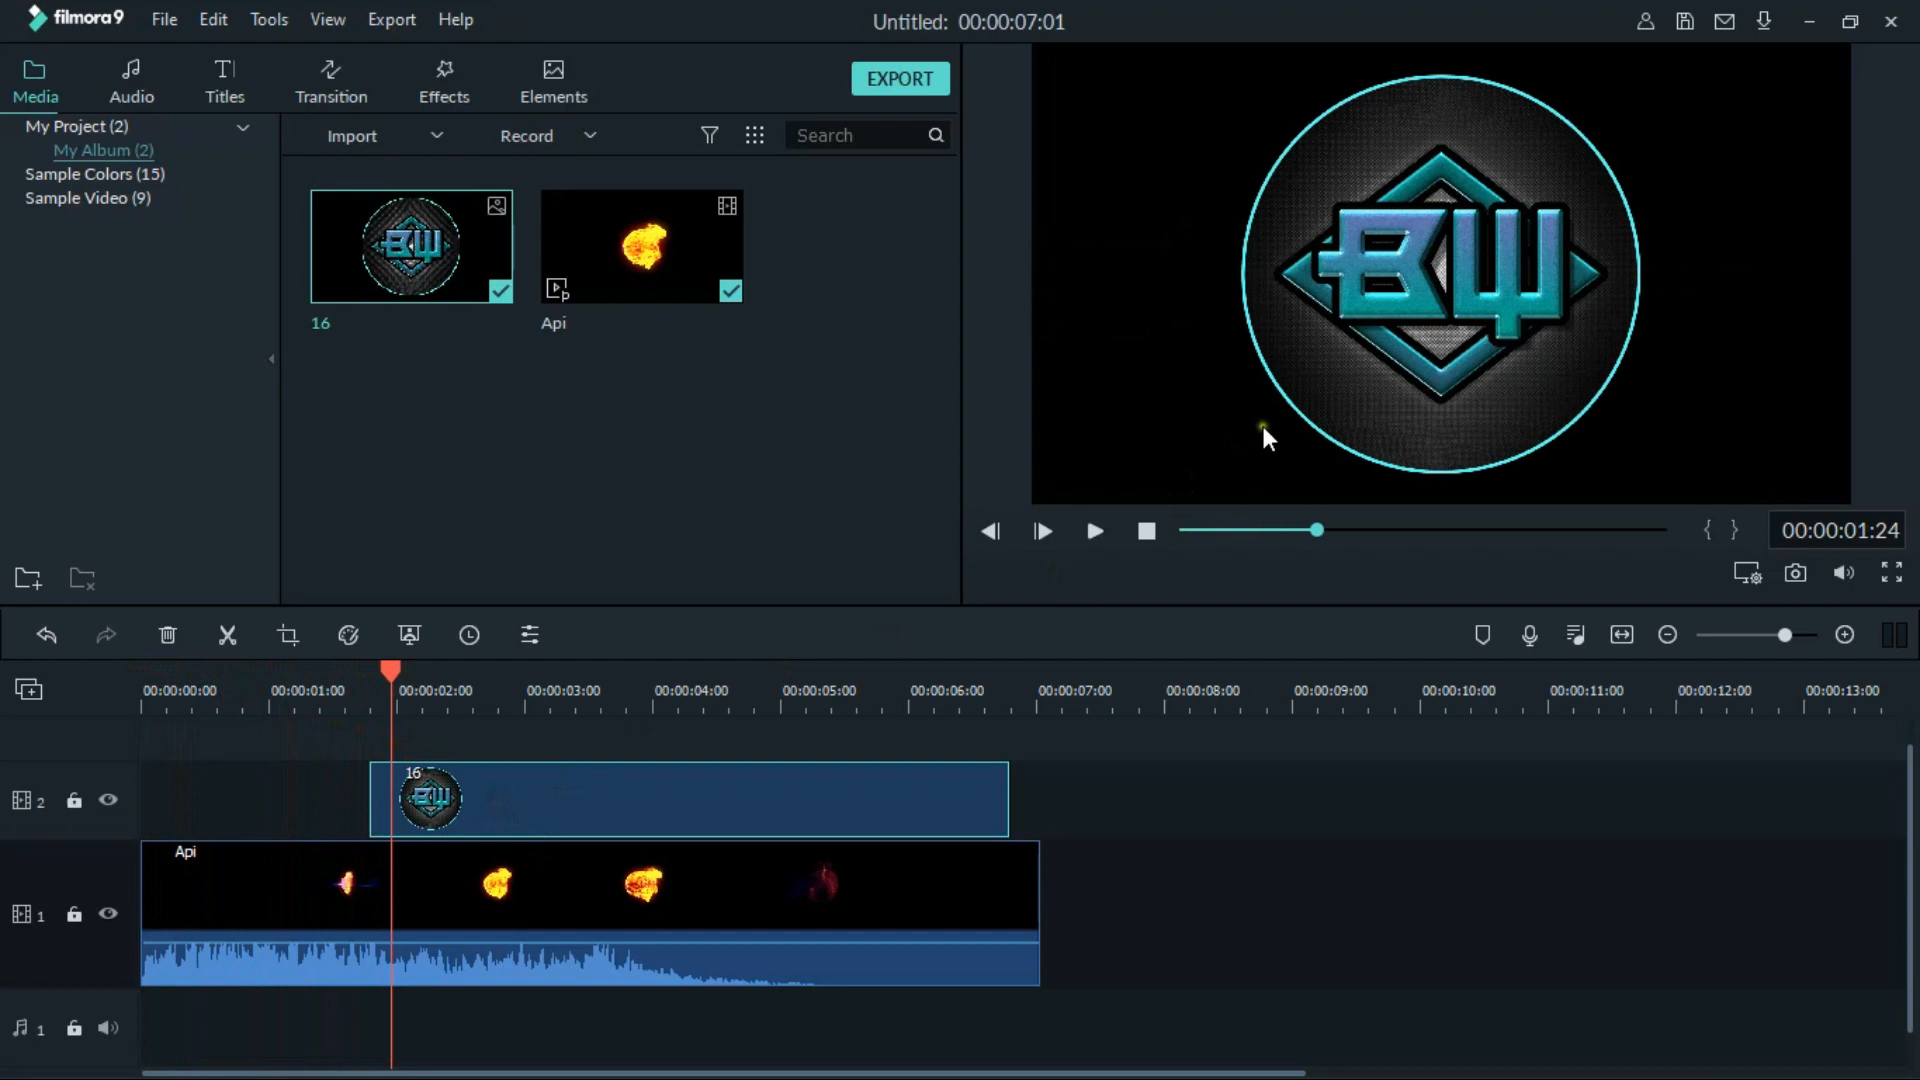 filmora9 File Edit Tools View Export Help Untitled: 00:00:07:01
Media Audio Titles Transition Effects Elements EXPORT
My Project (2)
My Album (2)
Sample Colors (15)
Sample Video (9)
Import Record Search
BW
16 Api
BW
00:00:01:24
00:00:00:00 00:00:01:00 00:00:02:00 00:00:03:00 00:00:04:00 00:00:05:00 00:00:06:00 00:00:07:00 00:00:08:00 00:00:09:00 00:00:10:00 00:00:11:00 00:00:12:00 00:00:13:00
16
BW
2
Api
1
1